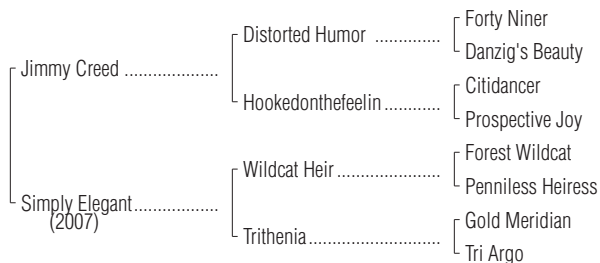 Forty Niner
Distorted Humor ..............
Danzig's Beauty
Jimmy Creed ....................
Citidancer
Hookedonthefeelin ............
Prospective Joy
Forest Wildcat
Wildcat Heir ......................
Penniless Heiress
Simply Elegant ..................
(2007)
Gold Meridian
Trithenia ............................
Tri Argo